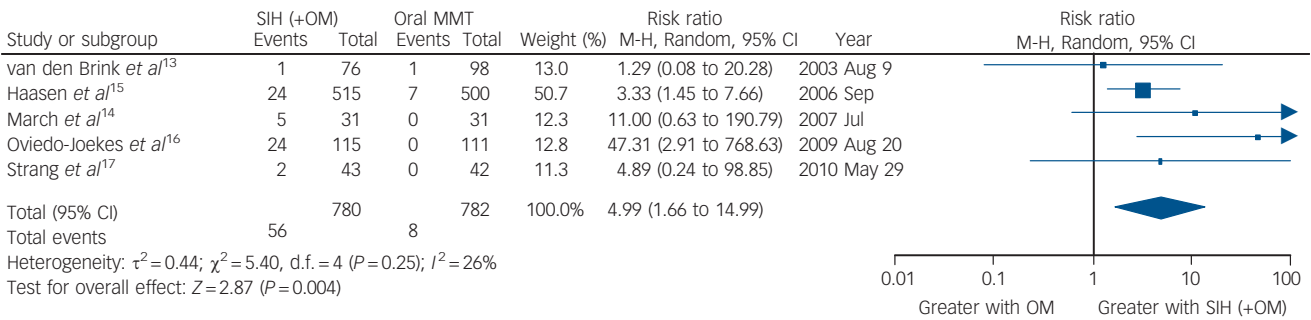 SIH (+OM) Oral MMT Risk ratio Risk ratio
Study or subgroup Events Total Events Total Weight (%) M-H, Random, 95% CI Year M-H, Random, 95% CI
van den Brink et al13 1 76 1 98 13.0 1.29 (0.08 to 20.28) 2003 Aug 9
Haasen et al15 24 515 7 500 50.7 3.33 (1.45 to 7.66) 2006 Sep
March et al14 5 31 0 31 12.3 11.00 (0.63 to 190.79) 2007 Jul
Oviedo-Joekes et al16 24 115 0 111 12.8 47.31 (2.91 to 768.63) 2009 Aug 20
Strang et al17 2 43 0 42 11.3 4.89 (0.24 to 98.85) 2010 May 29
Total (95% CI) 780 782 100.0% 4.99 (1.66 to 14.99)
Total events 56 8
Heterogeneity: τ2 = 0.44; χ2 = 5.40, d.f. = 4 (P = 0.25); I2 = 26%
Test for overall effect: Z = 2.87 (P = 0.004)
0.01 0.1 1 10 100
Greater with OM Greater with SIH (+OM)